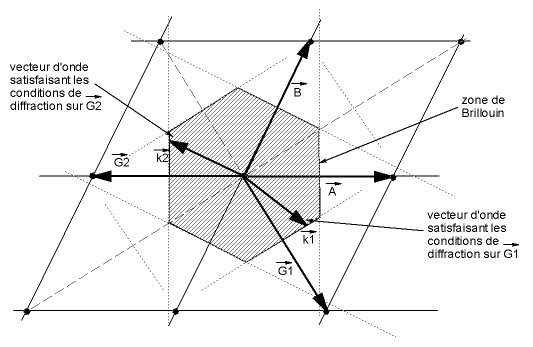 vecteur d'onde
satisfaisant les
conditions de
diffraction sur G2
B
zone de
Brillouin
G2
k2
A
vecteur d'onde
satisfaisant les
conditions de
diffraction sur G1
k1
G1